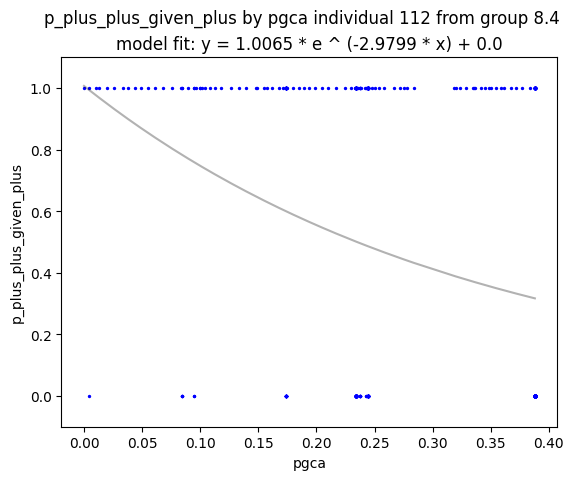 p_plus_plus_given_plus by pgca individual 112 from group 8.4
model fit: y = 1.0065 * e ^ (-2.9799 * x) + 0.0
1.0
0.8
0.6
0.4
0.2
0.0
p_plus_plus_given_plus
0.00 0.05 0.10 0.15 0.20 0.25 0.30 0.35 0.40
pgca